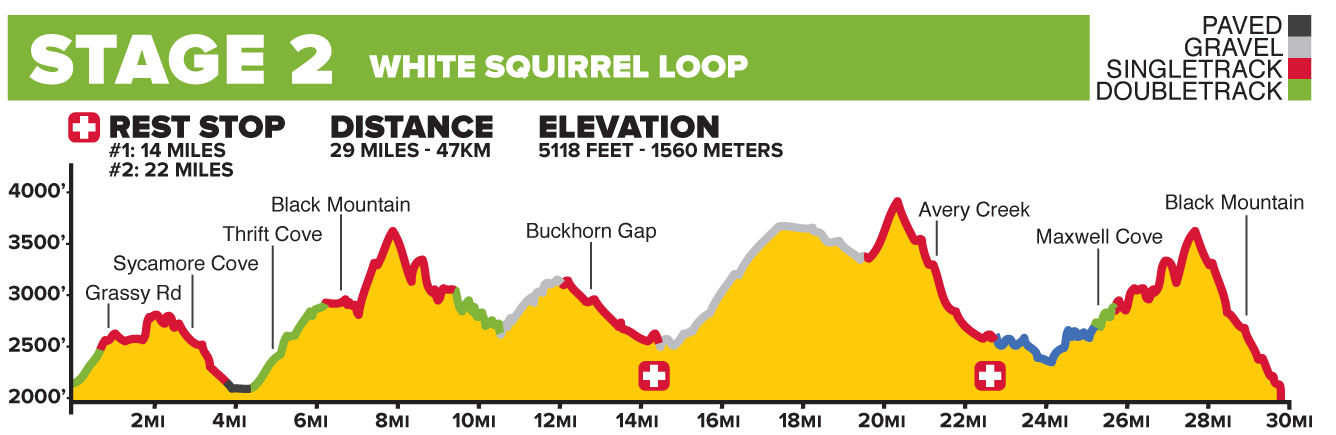 STAGE 2 WHITE SQUIRREL LOOP
PAVED
GRAVEL
SINGLETRACK
DOUBLETRACK
REST STOP
#1: 14 MILES
#2: 22 MILES
DISTANCE
29 MILES - 47KM
ELEVATION
5118 FEET - 1560 METERS
4000'
3500'
3000'
2500'
2000'
Grassy Rd
Sycamore Cove
Thrift Cove
Black Mountain
Buckhorn Gap
Avery Creek
Maxwell Cove
Black Mountain
2MI 4MI 6MI 8MI 10MI 12MI 14MI 16MI 18MI 20MI 22MI 24MI 26MI 28MI 30MI